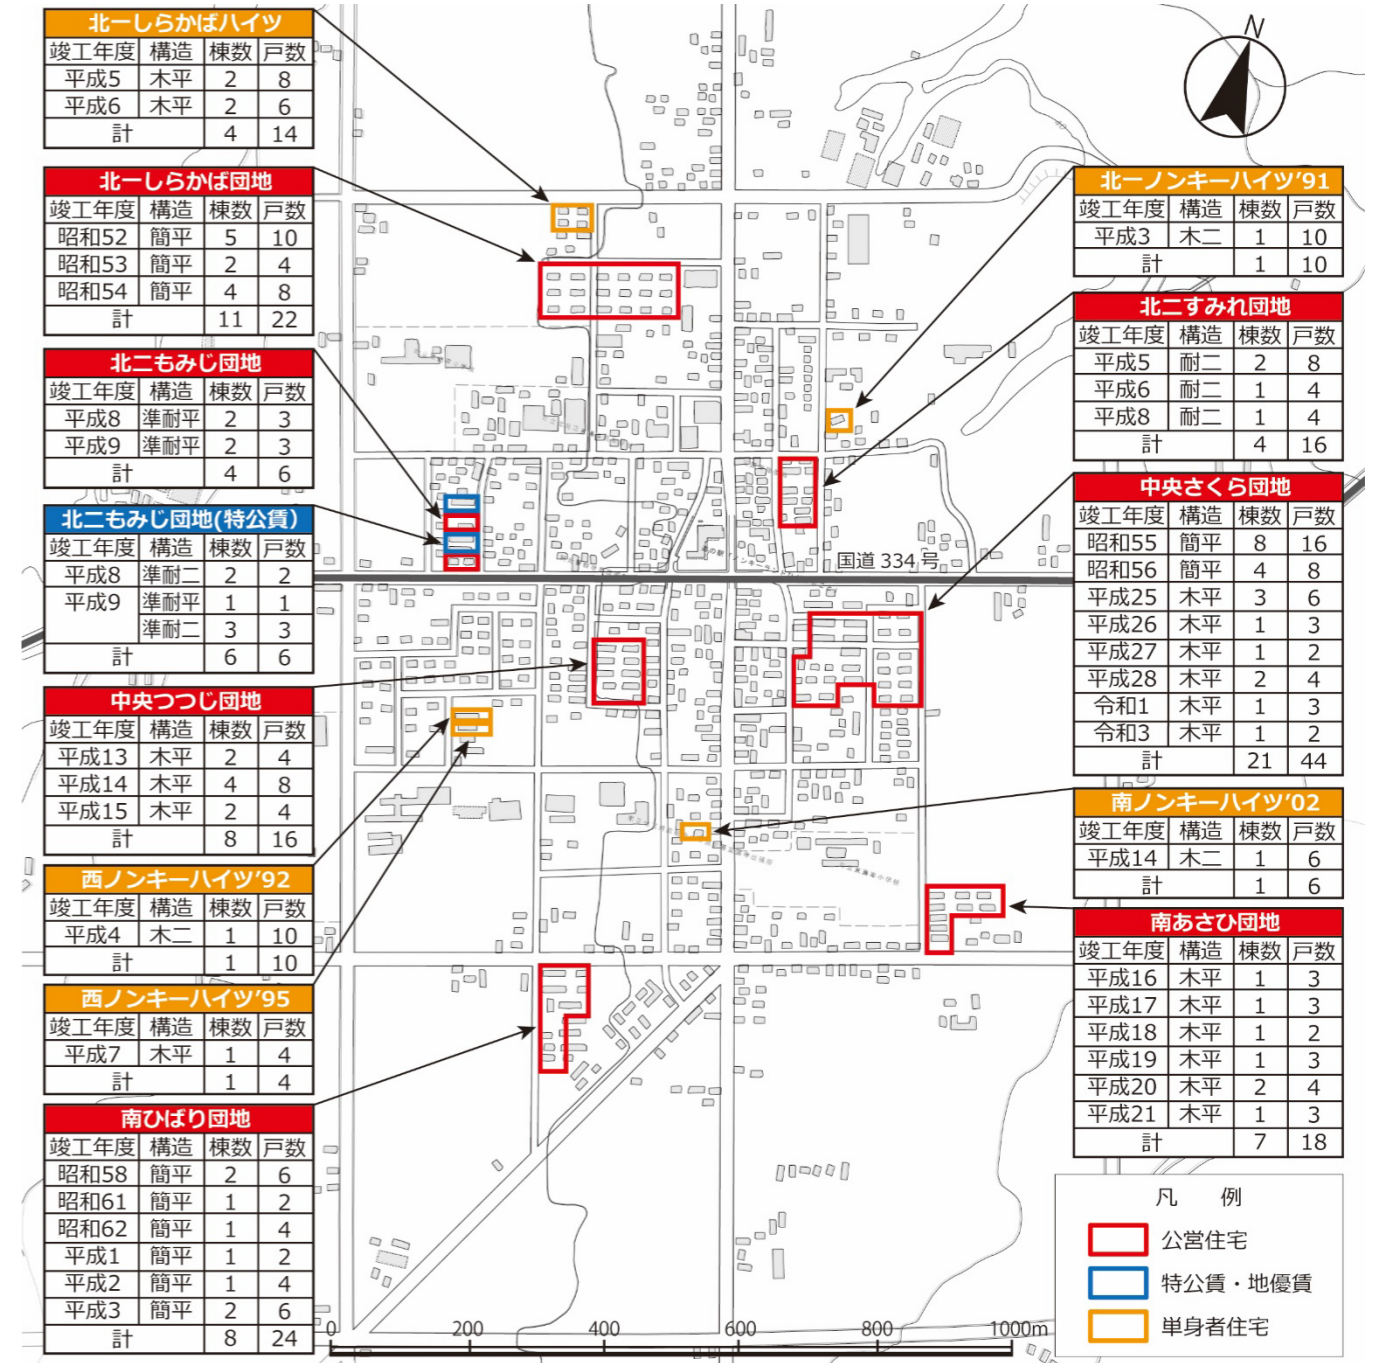 北一しらかばハイツ
竣工年度 構造 棟数 戸数
平成5 木平 2 8
平成6 木平 2 6
計 4 14
北一しらかば団地
竣工年度 構造 棟数 戸数
昭和52 簡平 5 10
昭和53 簡平 2 4
昭和54 簡平 4 8
計 11 22
北二もみじ団地
竣工年度 構造 棟数 戸数
平成8 準耐平 2 3
平成9 準耐平 2 3
計 4 6
北二もみじ団地(特公賃)
竣工年度 構造 棟数 戸数
平成8 準耐二 2 2
平成9 準耐平 1 1
準耐二 3 3
計 6 6
中央つつじ団地
竣工年度 構造 棟数 戸数
平成13 木平 2 4
平成14 木平 4 8
平成15 木平 2 4
計 8 16
西ノンキーハイツ'92
竣工年度 構造 棟数 戸数
平成4 木二 1 10
計 1 10
西ノンキーハイツ'95
竣工年度 構造 棟数 戸数
平成7 木平 1 4
計 1 4
南ひばり団地
竣工年度 構造 棟数 戸数
昭和58 簡平 2 6
昭和61 簡平 1 2
昭和62 簡平 1 4
平成1 簡平 1 2
平成2 簡平 1 4
平成3 簡平 2 6
計 8 24
N
国道 334 号
北一ノンキーハイツ'91
竣工年度 構造 棟数 戸数
平成3 木二 1 10
計 1 10
北二すみれ団地
竣工年度 構造 棟数 戸数
平成5 耐二 2 8
平成6 耐二 1 4
平成8 耐二 1 4
計 4 16
中央さくら団地
竣工年度 構造 棟数 戸数
昭和55 簡平 8 16
昭和56 簡平 4 8
平成25 木平 3 6
平成26 木平 1 3
平成27 木平 1 2
平成28 木平 2 4
令和1 木平 1 3
令和3 木平 1 2
計 21 44
南ノンキーハイツ'02
竣工年度 構造 棟数 戸数
平成14 木二 1 6
計 1 6
南あさひ団地
竣工年度 構造 棟数 戸数
平成16 木平 1 3
平成17 木平 1 3
平成18 木平 1 2
平成19 木平 1 3
平成20 木平 2 4
平成21 木平 1 3
計 7 18
凡 例
公営住宅
特公賃・地優賃
単身者住宅
0 200 400 600 800 1000m